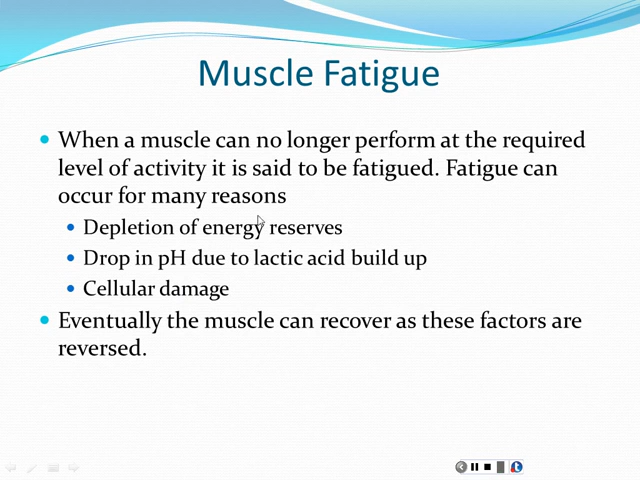 Muscle Fatigue
When a muscle can no longer perform at the required
level of activity it is said to be fatigued. Fatigue can
occur for many reasons
Depletion of energy reserves
Drop in pH due to lactic acid build up
Cellular damage
Eventually the muscle can recover as these factors are
reversed.